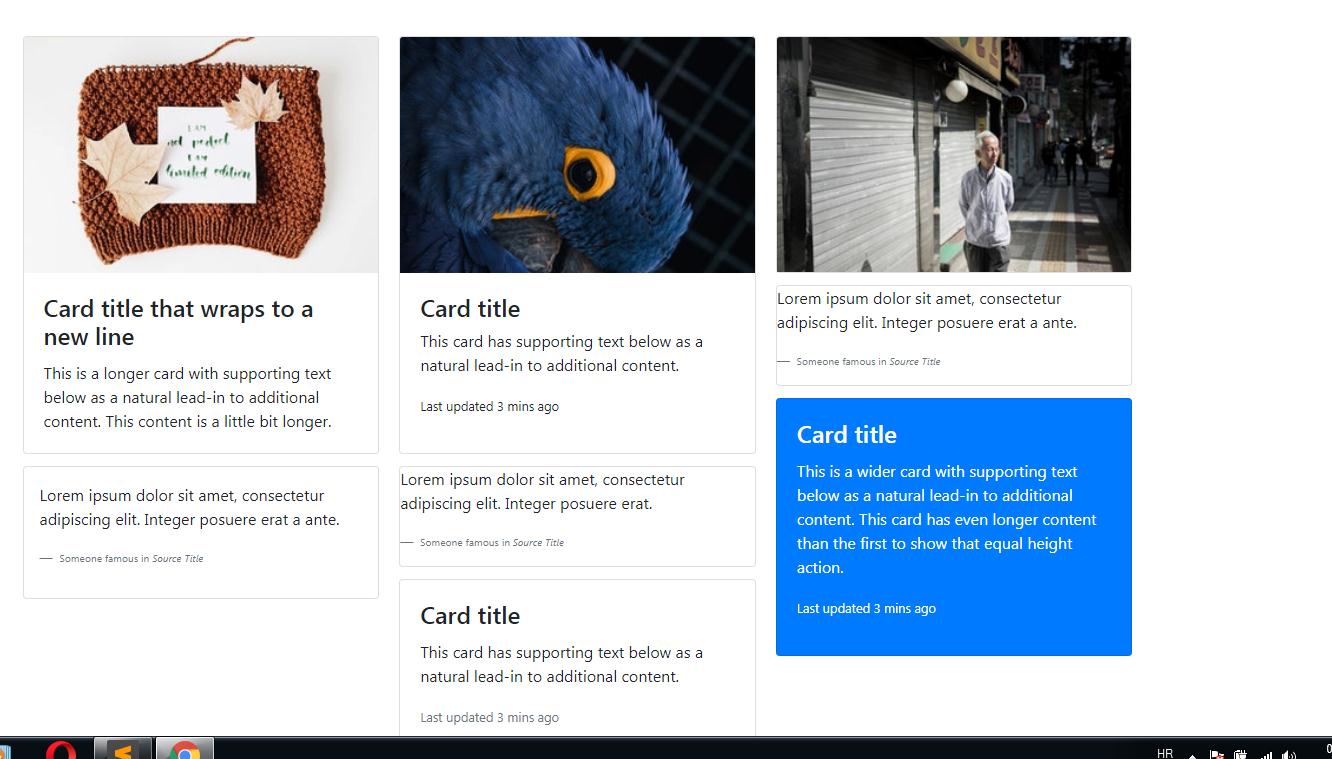 I AM
not perfect
I AM
limited edition
Card title that wraps to a
new line
This is a longer card with supporting text
below as a natural lead-in to additional
content. This content is a little bit longer.
Lorem ipsum dolor sit amet, consectetur
adipiscing elit. Integer posuere erat a ante.
— Someone famous in Source Title
Card title
This card has supporting text below as a
natural lead-in to additional content.
Last updated 3 mins ago
Lorem ipsum dolor sit amet, consectetur
adipiscing elit. Integer posuere erat.
— Someone famous in Source Title
Card title
This card has supporting text below as a
natural lead-in to additional content.
Last updated 3 mins ago
Lorem ipsum dolor sit amet, consectetur
adipiscing elit. Integer posuere erat a ante.
— Someone famous in Source Title
Card title
This is a wider card with supporting text
below as a natural lead-in to additional
content. This card has even longer content
than the first to show that equal height
action.
Last updated 3 mins ago
HR